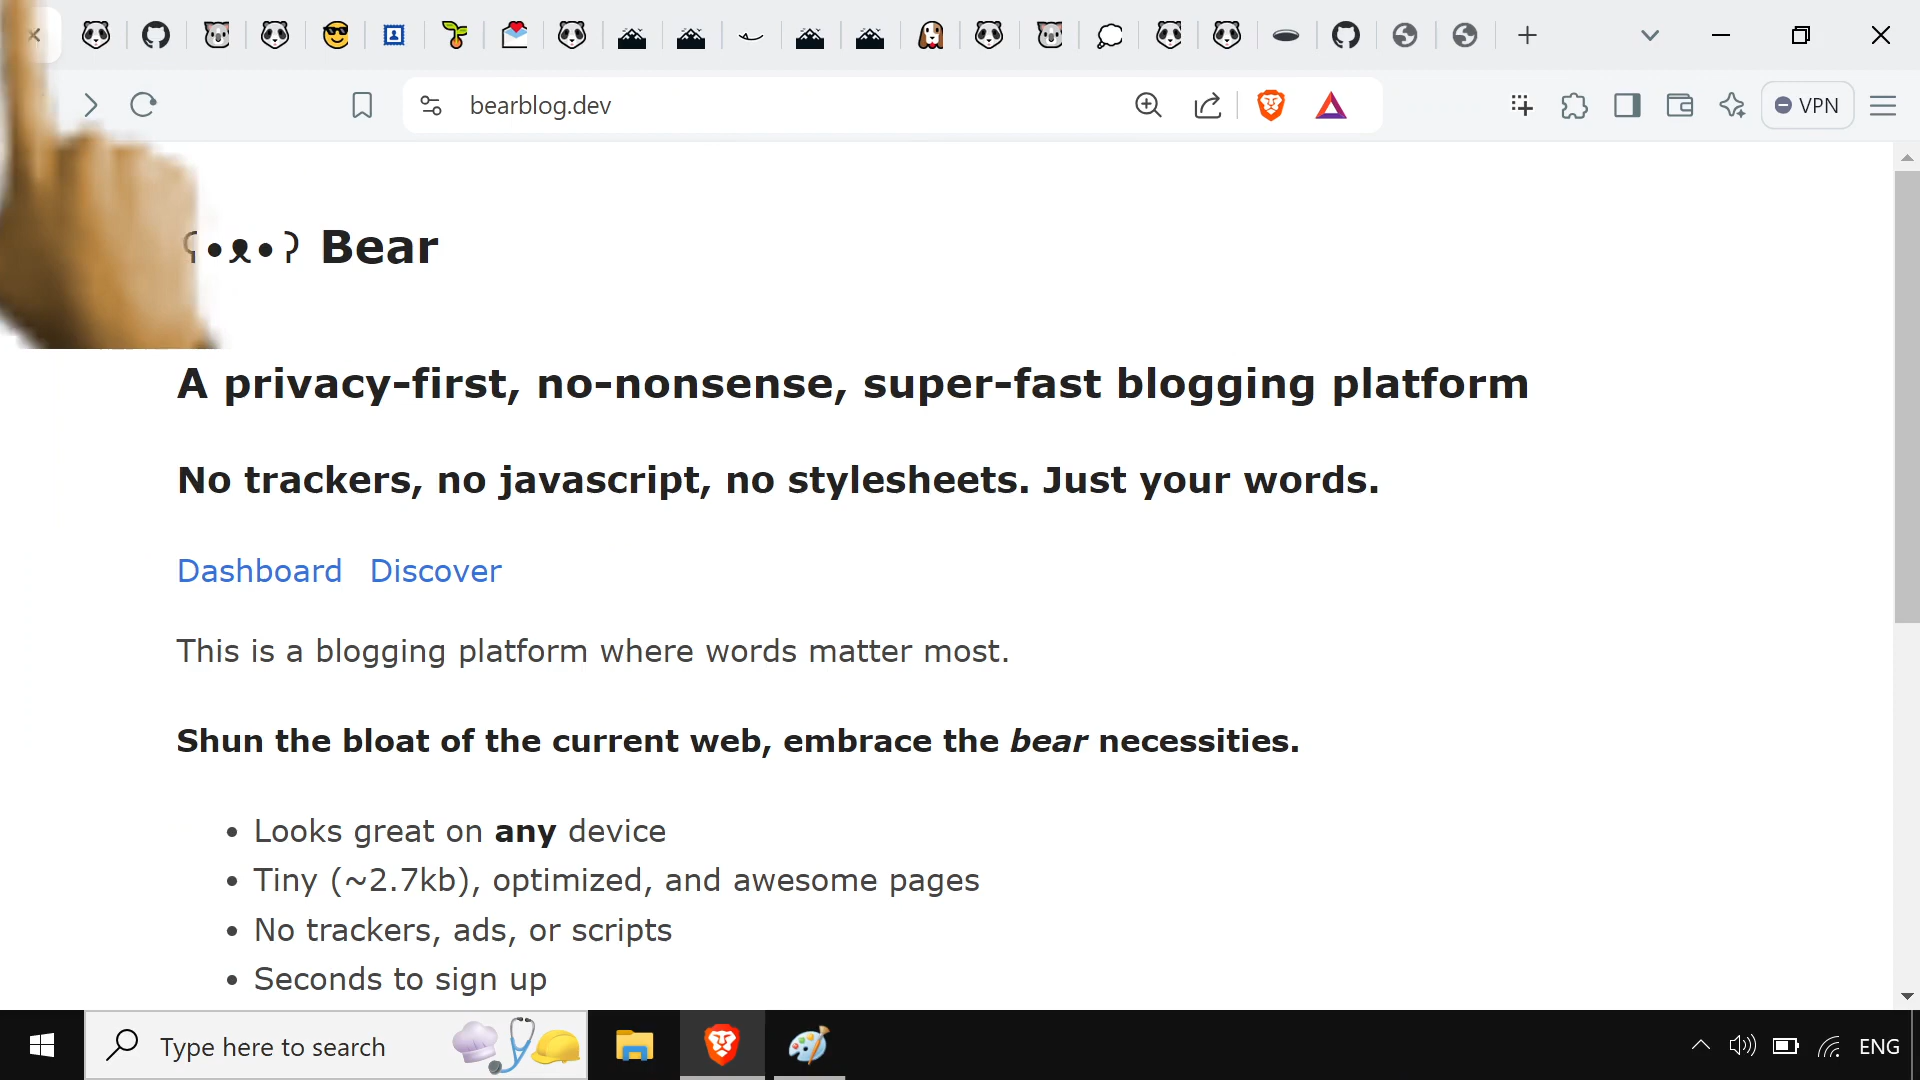 bearblog.dev
VPN
ʕ•ᴥ•ʔ Bear
A privacy-first, no-nonsense, super-fast blogging platform
No trackers, no javascript, no stylesheets. Just your words.
Dashboard Discover
This is a blogging platform where words matter most.
Shun the bloat of the current web, embrace the bear necessities.
• Looks great on any device
• Tiny (~2.7kb), optimized, and awesome pages
• No trackers, ads, or scripts
• Seconds to sign up
Type here to search
ENG